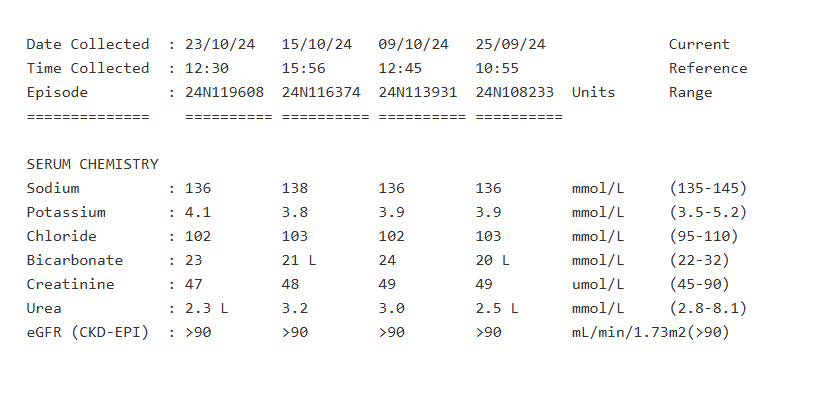 Date Collected  : 23/10/24   15/10/24   09/10/24   25/09/24              Current
Time Collected  : 12:30      15:56      12:45      10:55                 Reference
Episode         : 24N119608  24N116374  24N113931  24N108233  Units      Range
==============    ========== ========== ========== ==========
SERUM CHEMISTRY
Sodium          : 136        138        136        136        mmol/L     (135-145)
Potassium       : 4.1        3.8        3.9        3.9        mmol/L     (3.5-5.2)
Chloride        : 102        103        102        103        mmol/L     (95-110)
Bicarbonate     : 23         21 L       24         20 L       mmol/L     (22-32)
Creatinine      : 47         48         49         49         umol/L     (45-90)
Urea            : 2.3 L      3.2        3.0        2.5 L      mmol/L     (2.8-8.1)
eGFR (CKD-EPI)  : >90        >90        >90        >90        mL/min/1.73m2(>90)